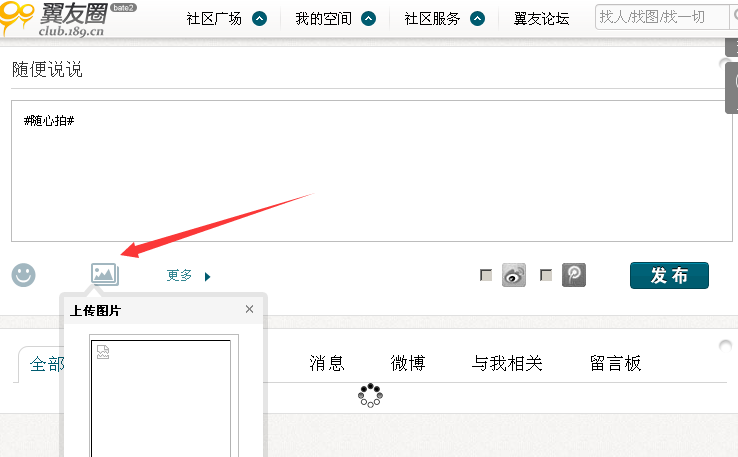 翼友圈 bate2
club.189.cn
社区广场 我的空间 社区服务 翼友论坛 找人/找图/找一切
随便说说
#随心拍#
更多 发布
上传图片 ×
全部 消息 微博 与我相关 留言板